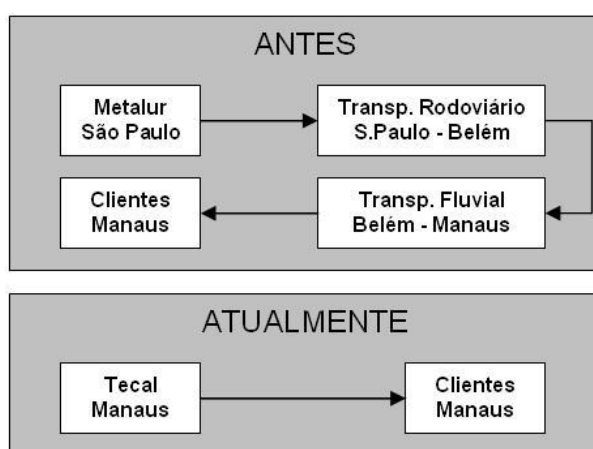 ANTES
Metalur
São Paulo
Transp. Rodoviário
S.Paulo - Belém
Clientes
Manaus
Transp. Fluvial
Belém - Manaus
ATUALMENTE
Tecal
Manaus
Clientes
Manaus